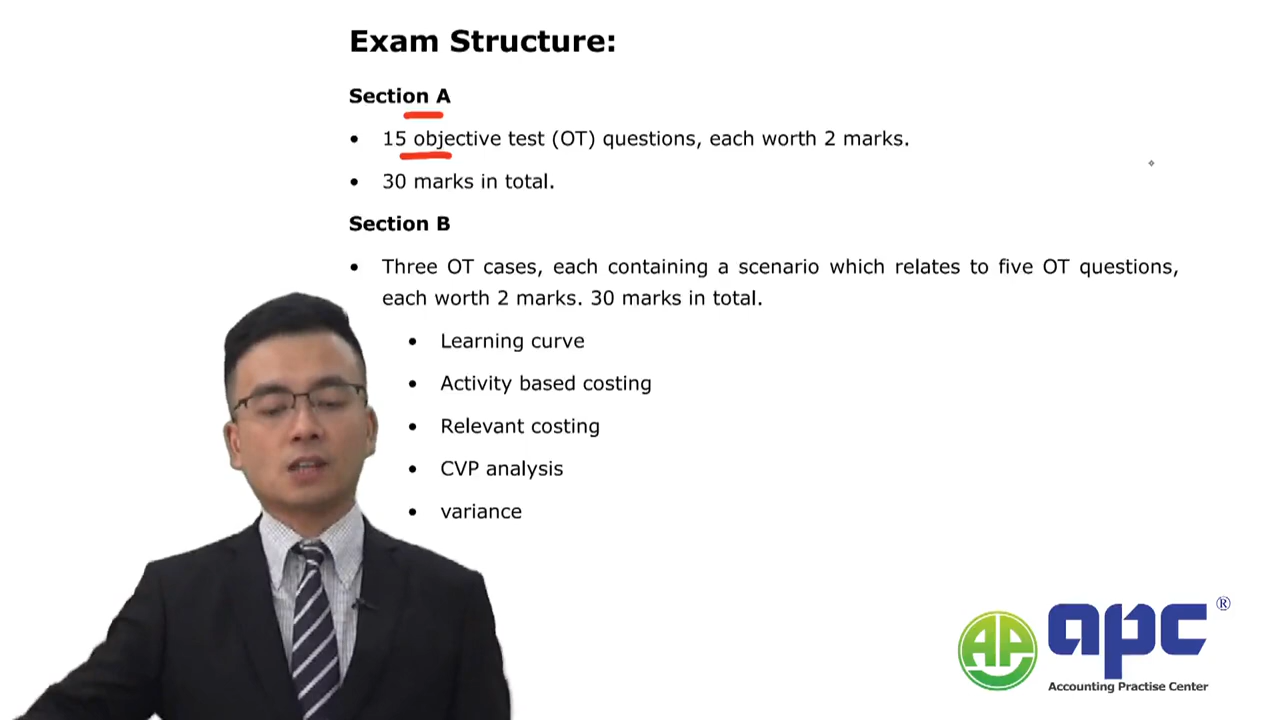 Exam Structure:
Section A
• 15 objective test (OT) questions, each worth 2 marks.
• 30 marks in total.
Section B
• Three OT cases, each containing a scenario which relates to five OT questions,
each worth 2 marks. 30 marks in total.
• Learning curve
• Activity based costing
• Relevant costing
• CVP analysis
• variance
AP apc ®
Accounting Practise Center